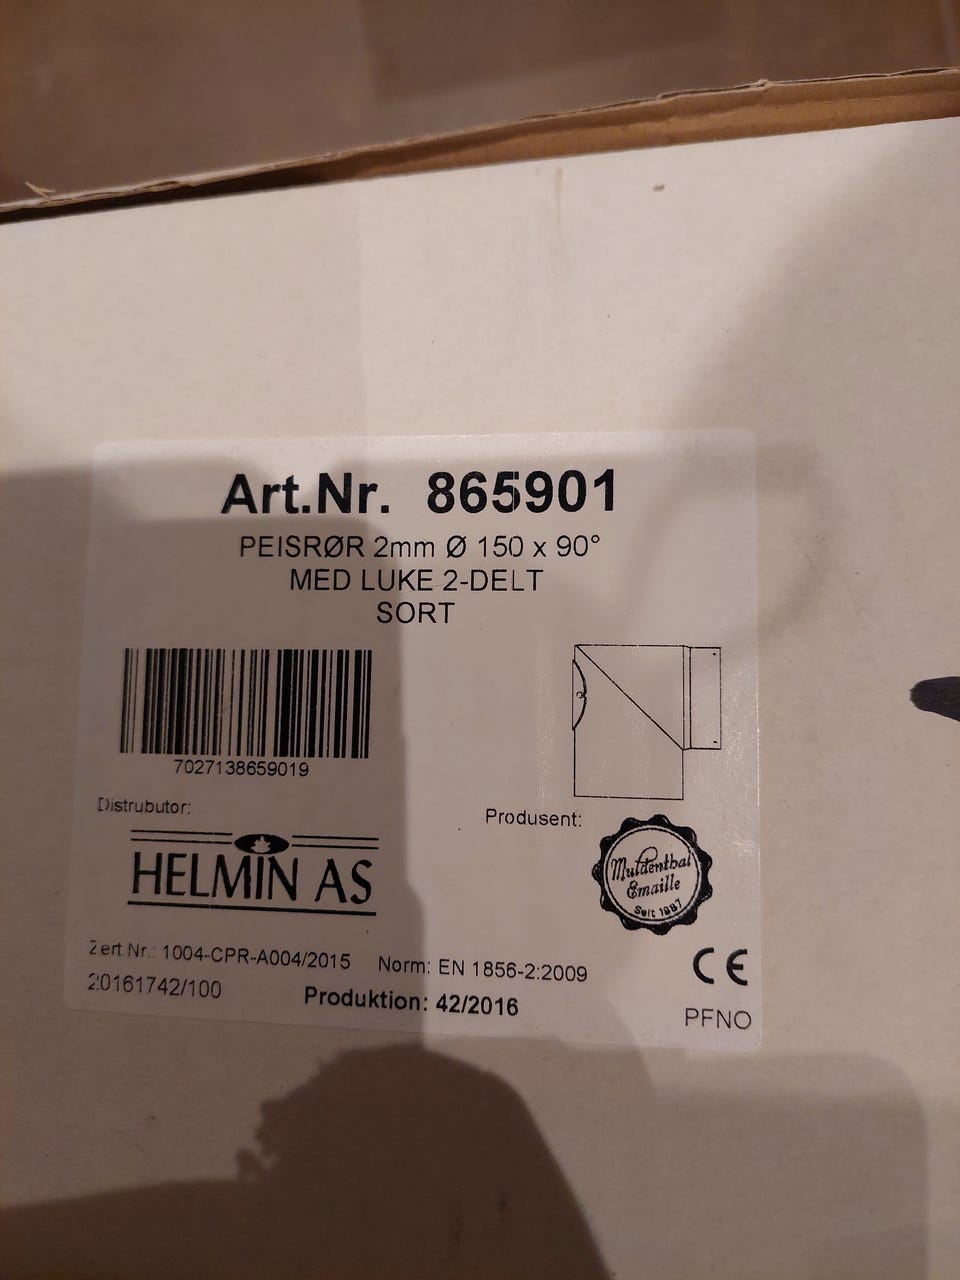 Art.Nr. 865901
PEISRØR 2mm Ø 150 x 90°
MED LUKE 2-DELT
SORT
7027138659019
Distrubutor:
HELMIN AS
Produsent:
Muldenthal
Emaille
Seit 1887
Zert.Nr.: 1004-CPR-A004/2015
Norm: EN 1856-2:2009
CE
20161742/100
Produktion: 42/2016
PFNO